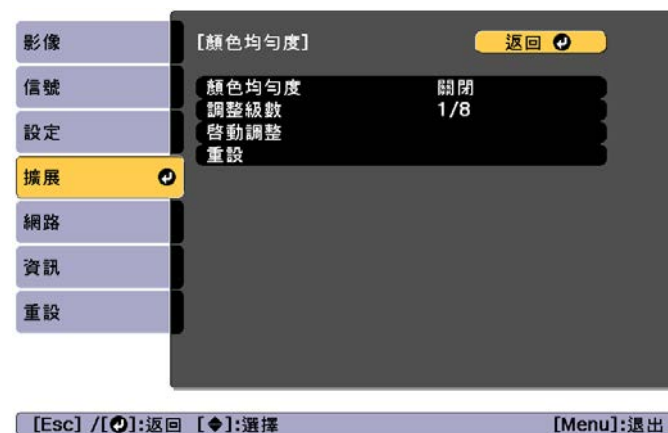 影像
信號
設定
擴展
網路
資訊
重設
[顏色均勻度]
返回
顏色均勻度 關閉
調整級數 1/8
啓動調整
重設
[Esc] /[⏎]:返回 [◆]:選擇 [Menu]:退出